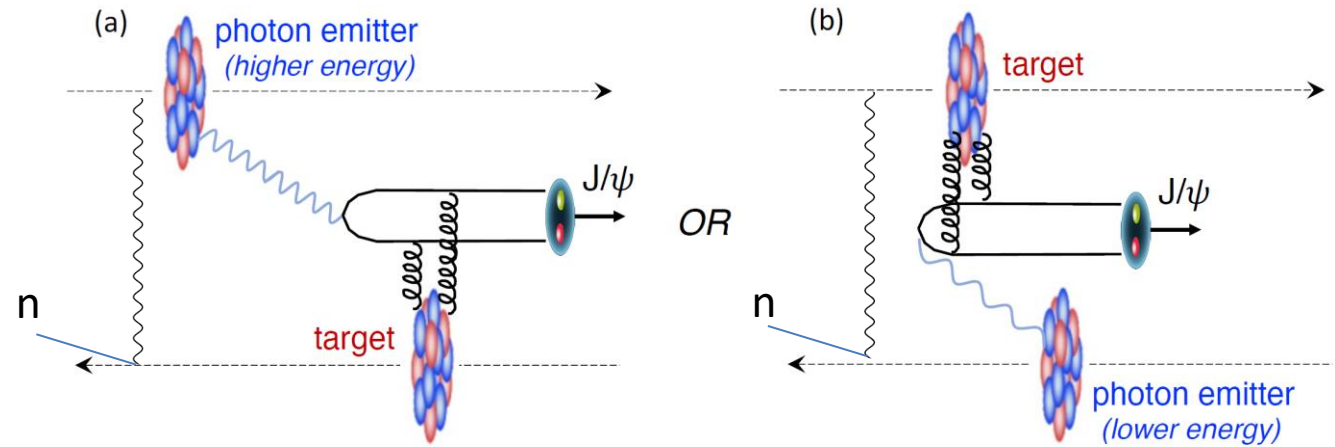 (a)
photon emitter
(higher energy)
J/ψ
n
target
OR
(b)
target
J/ψ
n
photon emitter
(lower energy)